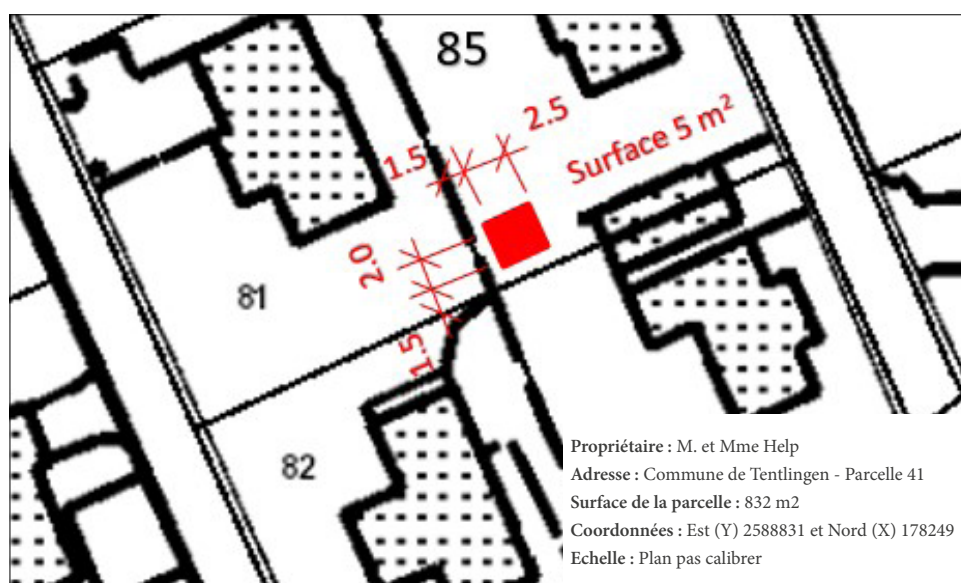 85
2.5
1.5
Surface 5 m²
2.0
81
1.5
82
Propriétaire : M. et Mme Help
Adresse : Commune de Tentlingen - Parcelle 41
Surface de la parcelle : 832 m2
Coordonnées : Est (Y) 2588831 et Nord (X) 178249
Echelle : Plan pas calibrer